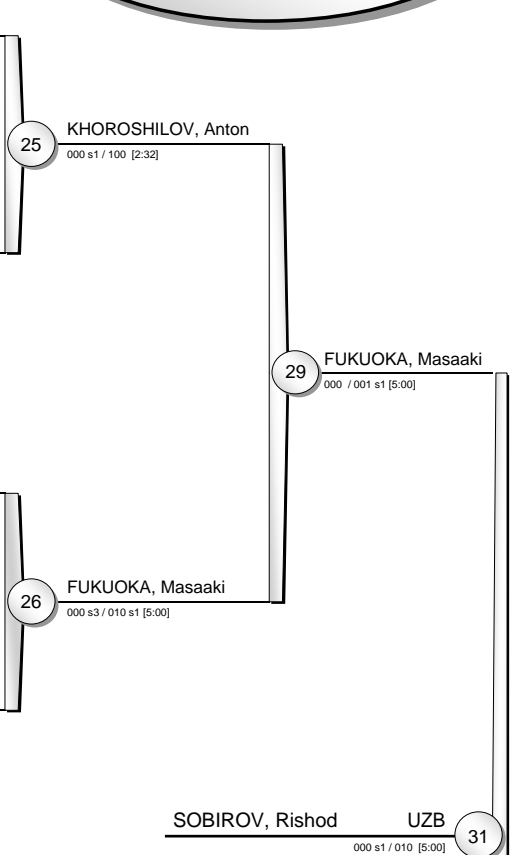 KHOROSHILOV, Anton
25
000 s1 / 100 [2:32]
FUKUOKA, Masaaki
29
000 / 001 s1 [5:00]
FUKUOKA, Masaaki
26
000 s3 / 010 s1 [5:00]
SOBIROV, Rishod UZB
31
000 s1 / 010 [5:00]